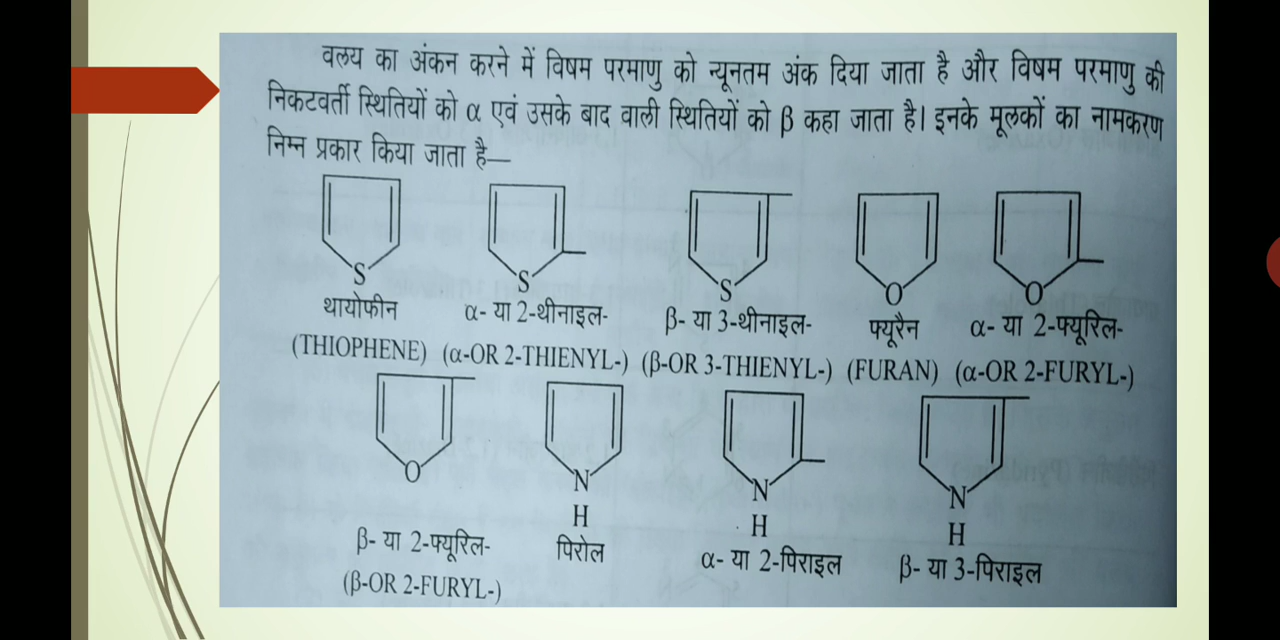 वलय का अंकन करने में विषम परमाणु को न्यूनतम अंक दिया जाता है और विषम परमाणु की
निकटवर्ती स्थितियों को α एवं उसके बाद वाली स्थितियों को β कहा जाता है। इनके मूलकों का नामकरण
निम्न प्रकार किया जाता है—
S S S O O
थायोफीन α- या 2-थीनाइल- β- या 3-थीनाइल- फ्यूरैन α- या 2-फ्यूरिल-
(THIOPHENE) (α-OR 2-THIENYL-) (β-OR 3-THIENYL-) (FURAN) (α-OR 2-FURYL-)
O N N N
H H H
β- या 2-फ्यूरिल- पिरोल α- या 2-पिराइल β- या 3-पिराइल
(β-OR 2-FURYL-)